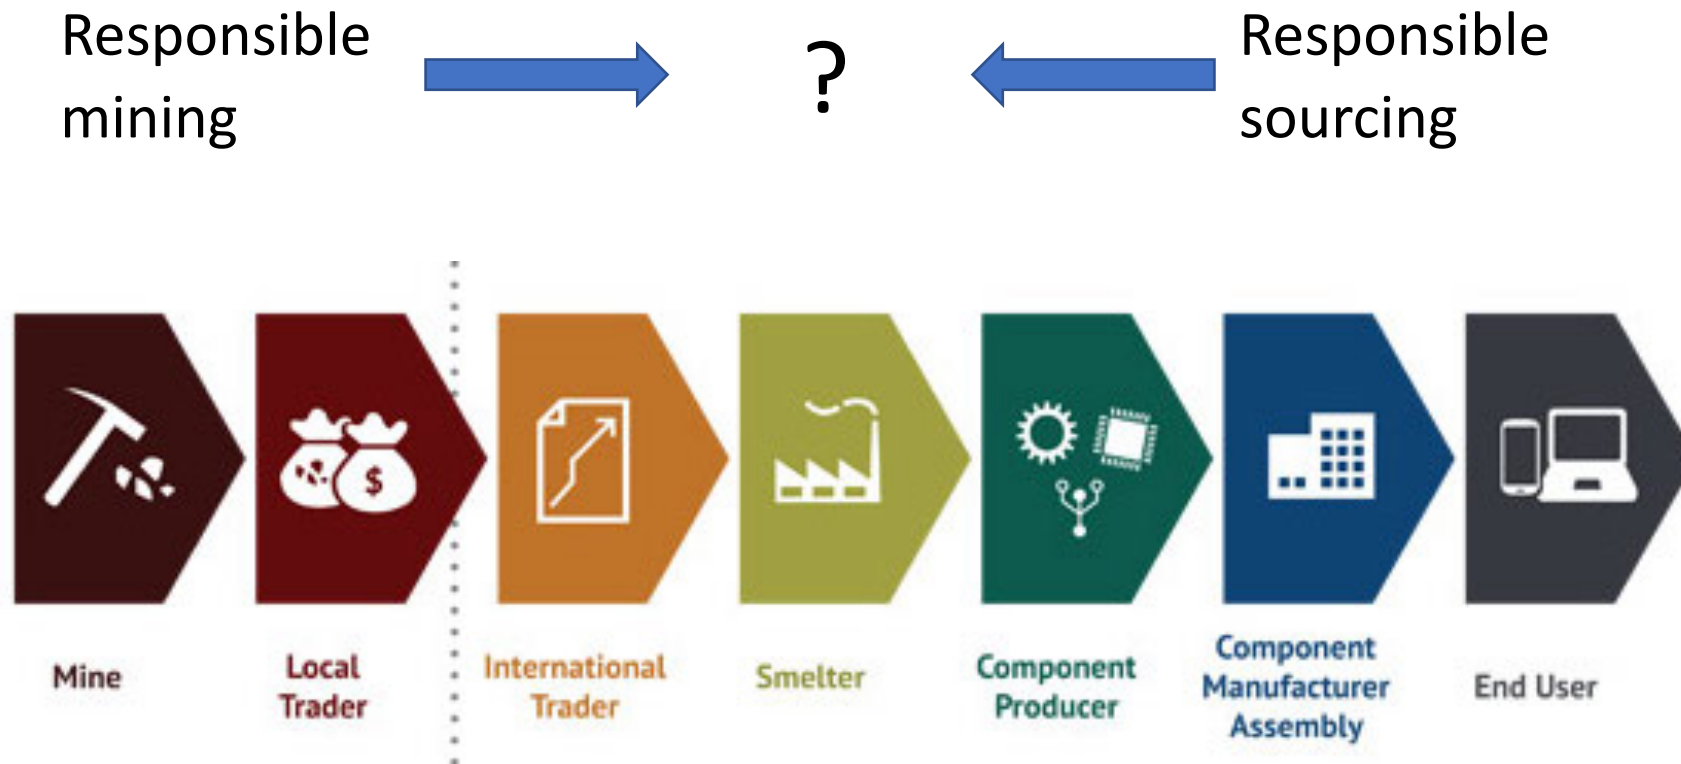 Responsible
mining
?
Responsible
sourcing
$
Mine
Local
Trader
International
Trader
Smelter
Component
Producer
Component
Manufacturer
Assembly
End User